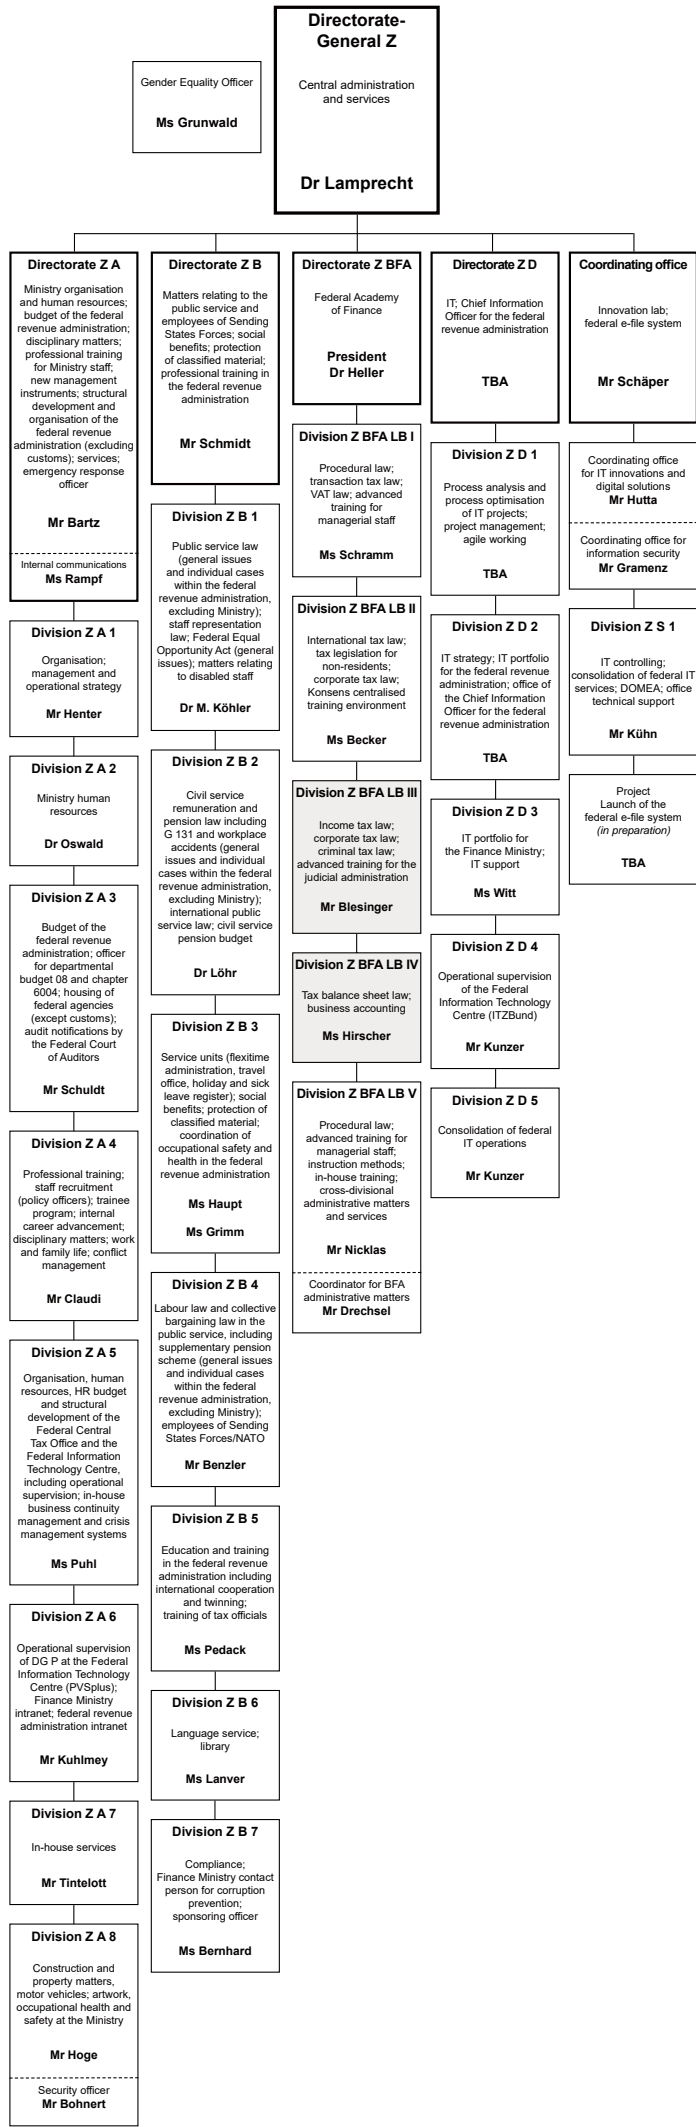 Directorate-
General Z
Central administration
and services
Dr Lamprecht
Gender Equality Officer
Ms Grunwald
Directorate Z A
Ministry organisation
and human resources;
budget of the federal
revenue administration;
disciplinary matters;
professional training
for Ministry staff;
new management
instruments; structural
development and
organisation of the
federal revenue
administration (excluding
customs); services;
emergency response
officer
Mr Bartz
Internal communications
Ms Rampf
Division Z A 1
Organisation;
management and
operational strategy
Mr Henter
Division Z A 2
Ministry human
resources
Dr Oswald
Division Z A 3
Budget of the
federal revenue
administration; officer
for departmental
budget 08 and chapter
6004; housing of
federal agencies
(except customs);
audit notifications by
the Federal Court
of Auditors
Mr Schuldt
Division Z A 4
Professional training;
staff recruitment
(policy officers); trainee
program; internal
career advancement;
disciplinary matters; work
and family life; conflict
management
Mr Claudi
Division Z A 5
Organisation, human
resources, HR budget
and structural
development of the
Federal Central
Tax Office and the
Federal Information
Technology Centre,
including operational
supervision; in-house
business continuity
management and crisis
management systems
Ms Puhl
Division Z A 6
Operational supervision
of DG P at the Federal
Information Technology
Centre (PVSplus);
Finance Ministry
intranet; federal revenue
administration intranet
Mr Kuhlmey
Division Z A 7
In-house services
Mr Tintelott
Division Z A 8
Construction and
property matters,
motor vehicles; artwork,
occupational health and
safety at the Ministry
Mr Hoge
Security officer
Mr Bohnert
Directorate Z B
Matters relating to the
public service and
employees of Sending
States Forces; social
benefits; protection
of classified material;
professional training in
the federal revenue
administration
Mr Schmidt
Division Z B 1
Public service law
(general issues
and individual cases
within the federal
revenue administration,
excluding Ministry);
staff representation
law; Federal Equal
Opportunity Act (general
issues); matters relating
to disabled staff
Dr M. Köhler
Division Z B 2
Civil service
remuneration and
pension law including
G 131 and workplace
accidents (general
issues and individual
cases within the federal
revenue administration,
excluding Ministry);
international public
service law; civil service
pension budget
Dr Löhr
Division Z B 3
Service units (flexitime
administration, travel
office, holiday and sick
leave register); social
benefits; protection of
classified material;
coordination of
occupational safety and
health in the federal
revenue administration
Ms Haupt
Ms Grimm
Division Z B 4
Labour law and collective
bargaining law in the
public service, including
supplementary pension
scheme (general issues
and individual cases
within the federal
revenue administration,
excluding Ministry);
employees of Sending
States Forces/NATO
Mr Benzler
Division Z B 5
Education and training
in the federal revenue
administration including
international cooperation
and twinning;
training of tax officials
Ms Pedack
Division Z B 6
Language service;
library
Ms Lanver
Division Z B 7
Compliance;
Finance Ministry contact
person for corruption
prevention;
sponsoring officer
Ms Bernhard
Directorate Z BFA
Federal Academy
of Finance
President
Dr Heller
Division Z BFA LB I
Procedural law;
transaction tax law;
VAT law; advanced
training for
managerial staff
Ms Schramm
Division Z BFA LB II
International tax law;
tax legislation for
non-residents;
corporate tax law;
Konsens centralised
training environment
Ms Becker
Division Z BFA LB III
Income tax law;
corporate tax law;
criminal tax law;
advanced training for the
judicial administration
Mr Blesinger
Division Z BFA LB IV
Tax balance sheet law;
business accounting
Ms Hirscher
Division Z BFA LB V
Procedural law;
advanced training for
managerial staff;
instruction methods;
in-house training;
cross-divisional
administrative matters
and services
Mr Nicklas
Coordinator for BFA
administrative matters
Mr Drechsel
Directorate Z D
IT; Chief Information
Officer for the federal
revenue administration
TBA
Division Z D 1
Process analysis and
process optimisation
of IT projects;
project management;
agile working
TBA
Division Z D 2
IT strategy; IT portfolio
for the federal revenue
administration; office of
the Chief Information
Officer for the federal
revenue administration
TBA
Division Z D 3
IT portfolio for
the Finance Ministry;
IT support
Ms Witt
Division Z D 4
Operational supervision
of the Federal
Information Technology
Centre (ITZBund)
Mr Kunzer
Division Z D 5
Consolidation of federal
IT operations
Mr Kunzer
Coordinating office
Innovation lab;
federal e-file system
Mr Schäper
Coordinating office
for IT innovations and
digital solutions
Mr Hutta
Coordinating office for
information security
Mr Gramenz
Division Z S 1
IT controlling;
consolidation of federal IT
services; DOMEA; office
technical support
Mr Kühn
Project
Launch of the
federal e-file system
(in preparation)
TBA